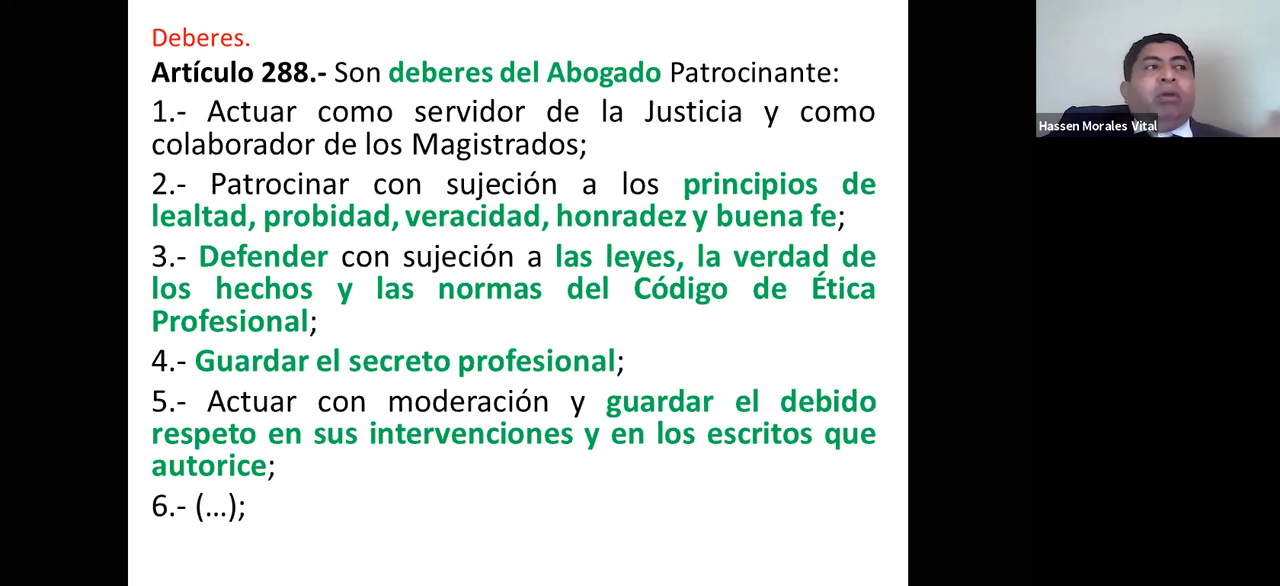 Deberes.
Artículo 288.- Son deberes del Abogado Patrocinante:
1.- Actuar como servidor de la Justicia y como
colaborador de los Magistrados;
2.- Patrocinar con sujeción a los principios de
lealtad, probidad, veracidad, honradez y buena fe;
3.- Defender con sujeción a las leyes, la verdad de
los hechos y las normas del Código de Ética
Profesional;
4.- Guardar el secreto profesional;
5.- Actuar con moderación y guardar el debido
respeto en sus intervenciones y en los escritos que
autorice;
6.- (...);
Hassen Morales Vital